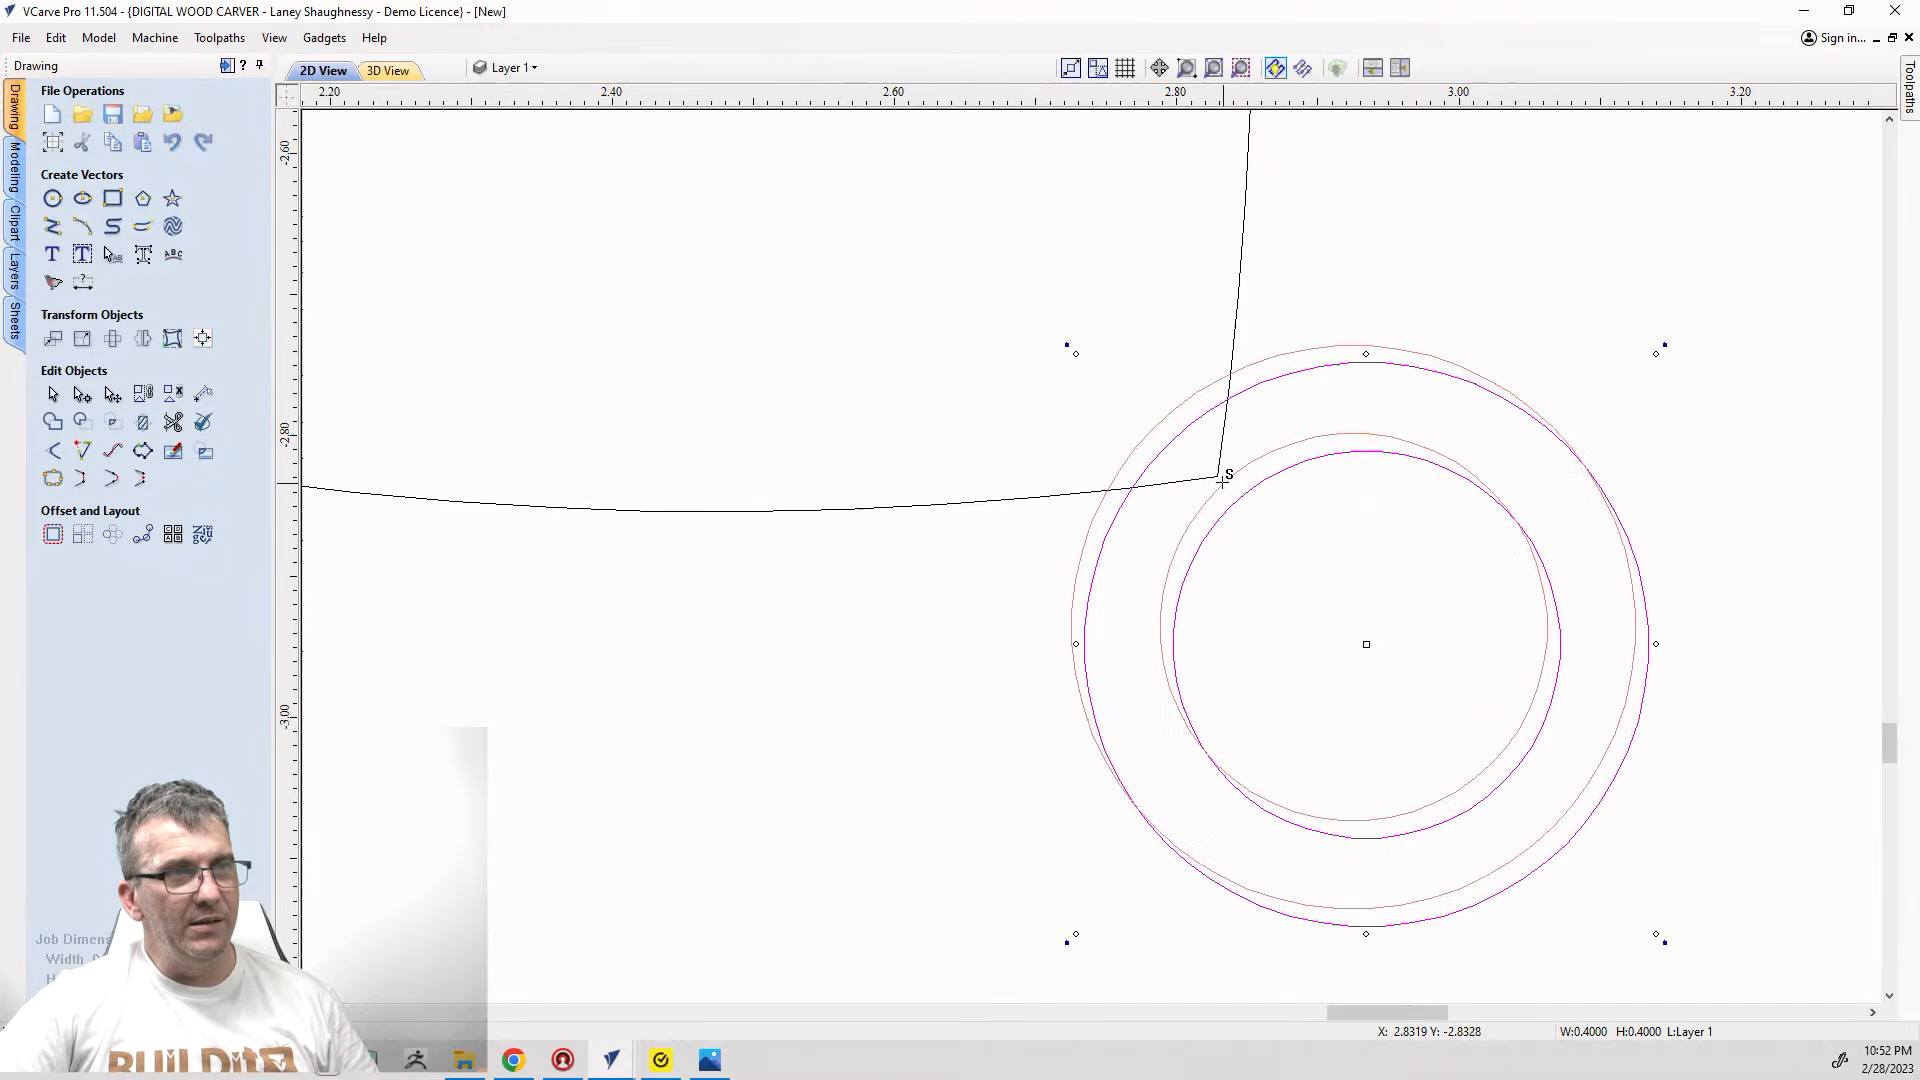 VCarve Pro 11.504 - {DIGITAL WOOD CARVER - Laney Shaughnessy - Demo Licence} - [New]
File Edit Model Machine Toolpaths View Gadgets Help
Sign in...
Drawing
2D View
3D View
Layer 1
Toolpaths
Drawing
Modeling
Clipart
Layers
Sheets
File Operations
Create Vectors
Transform Objects
Edit Objects
Offset and Layout
2.20 2.40 2.60 2.80 3.00 3.20
-2.60
-2.80
-3.00
S
Job Dimens
Width
H
X: 2.8319 Y: -2.8328
W:0.4000 H:0.4000 L:Layer 1
10:52 PM
2/28/2023